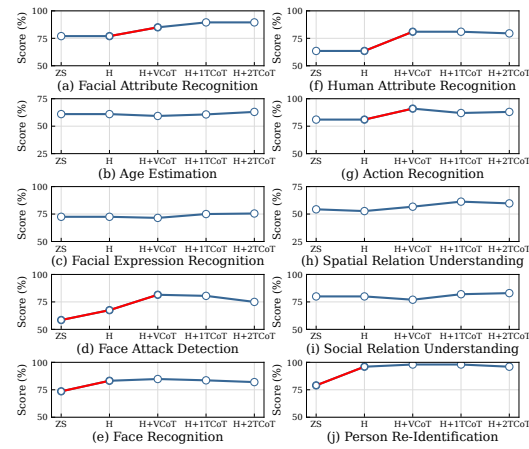 100
75
50
Score (%)
ZS H H+VCoT H+1TCoT H+2TCoT
(a) Facial Attribute Recognition
75
50
25
Score (%)
ZS H H+VCoT H+1TCoT H+2TCoT
(b) Age Estimation
100
75
50
Score (%)
ZS H H+VCoT H+1TCoT H+2TCoT
(c) Facial Expression Recognition
100
75
50
Score (%)
ZS H H+VCoT H+1TCoT H+2TCoT
(d) Face Attack Detection
100
75
50
Score (%)
ZS H H+VCoT H+1TCoT H+2TCoT
(e) Face Recognition
100
75
50
Score (%)
ZS H H+VCoT H+1TCoT H+2TCoT
(f) Human Attribute Recognition
100
75
50
Score (%)
ZS H H+VCoT H+1TCoT H+2TCoT
(g) Action Recognition
75
50
25
Score (%)
ZS H H+VCoT H+1TCoT H+2TCoT
(h) Spatial Relation Understanding
100
75
50
Score (%)
ZS H H+VCoT H+1TCoT H+2TCoT
(i) Social Relation Understanding
100
75
50
Score (%)
ZS H H+VCoT H+1TCoT H+2TCoT
(j) Person Re-Identification